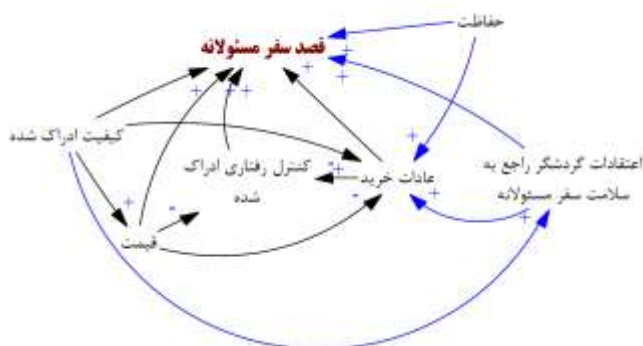 حفاظت
قصد سفر مسئولانه
کیفیت ادراک شده
کنترل رفتاری ادراک
شده
عادات خرید
اعتقادات گردشگر راجع به
سلامت سفر مسئولانه
قیمت